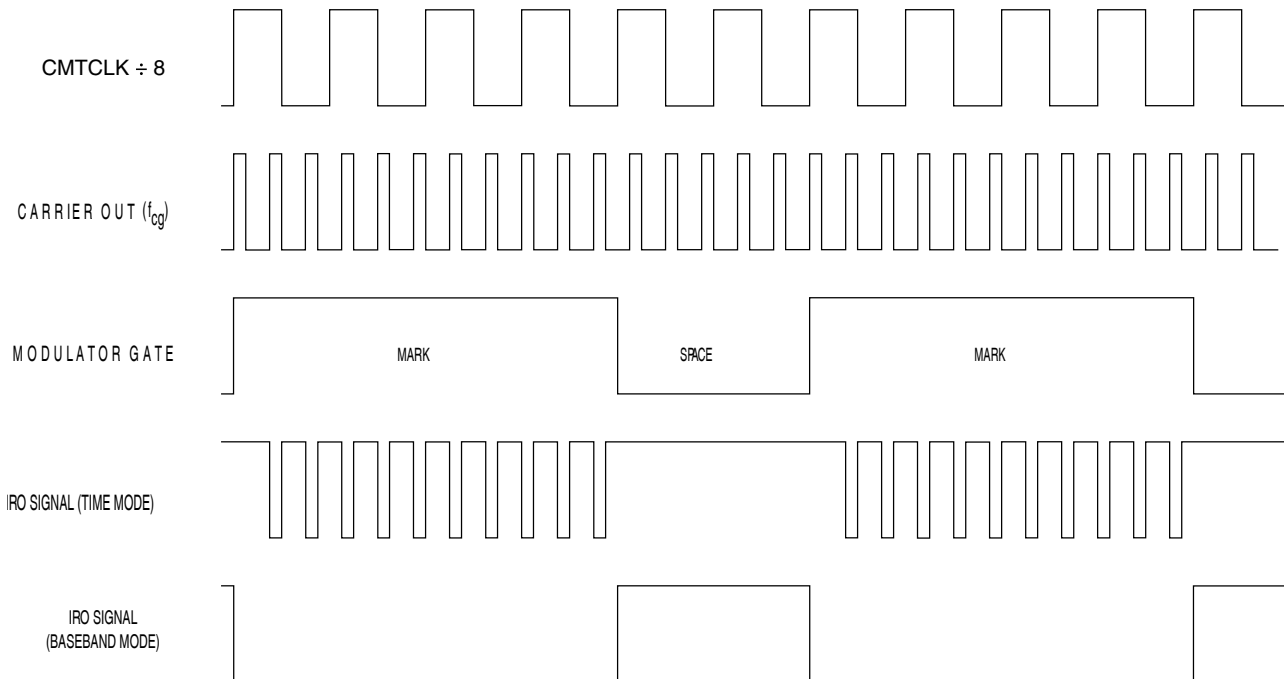 CMTCLK ÷ 8
CARRIER OUT (fcg)
MODULATOR GATE
MARK
SPACE
MARK
IRO SIGNAL (TIME MODE)
IRO SIGNAL
(BASEBAND MODE)